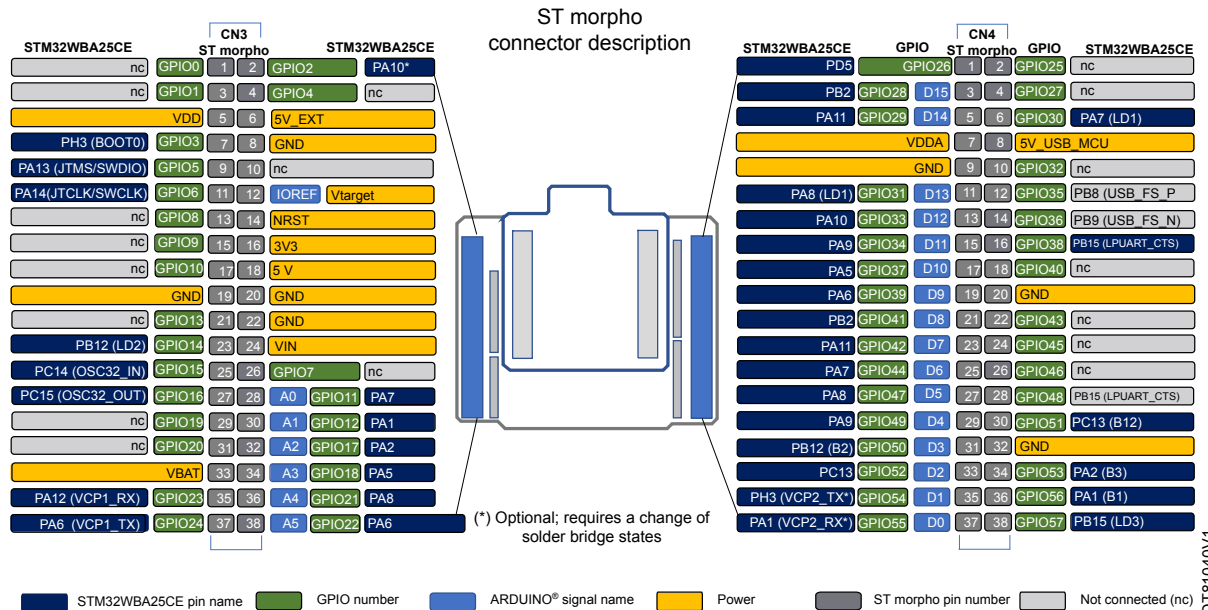 ST morpho
connector description
CN3
STM32WBA25CE ST morpho STM32WBA25CE
nc GPIO0 1 2 GPIO2 PA10*
nc GPIO1 3 4 GPIO4 nc
VDD 5 6 5V_EXT
PH3 (BOOT0) GPIO3 7 8 GND
PA13 (JTMS/SWDIO) GPIO5 9 10 nc
PA14(JTCLK/SWCLK) GPIO6 11 12 IOREF Vtarget
nc GPIO8 13 14 NRST
nc GPIO9 15 16 3V3
nc GPIO10 17 18 5 V
GND 19 20 GND
nc GPIO13 21 22 GND
PB12 (LD2) GPIO14 23 24 VIN
PC14 (OSC32_IN) GPIO15 25 26 GPIO7 nc
PC15 (OSC32_OUT) GPIO16 27 28 A0 GPIO11 PA7
nc GPIO19 29 30 A1 GPIO12 PA1
nc GPIO20 31 32 A2 GPIO17 PA2
VBAT 33 34 A3 GPIO18 PA5
PA12 (VCP1_RX) GPIO23 35 36 A4 GPIO21 PA8
PA6 (VCP1_TX) GPIO24 37 38 A5 GPIO22 PA6
(*) Optional; requires a change of
solder bridge states
CN4
STM32WBA25CE GPIO ST morpho GPIO STM32WBA25CE
PD5 GPIO26 1 2 GPIO25 nc
PB2 GPIO28 D15 3 4 GPIO27 nc
PA11 GPIO29 D14 5 6 GPIO30 PA7 (LD1)
VDDA 7 8 5V_USB_MCU
GND 9 10 GPIO32 nc
PA8 (LD1) GPIO31 D13 11 12 GPIO35 PB8 (USB_FS_P
PA10 GPIO33 D12 13 14 GPIO36 PB9 (USB_FS_N)
PA9 GPIO34 D11 15 16 GPIO38 PB15 (LPUART_CTS)
PA5 GPIO37 D10 17 18 GPIO40 nc
PA6 GPIO39 D9 19 20 GND
PB2 GPIO41 D8 21 22 GPIO43 nc
PA11 GPIO42 D7 23 24 GPIO45 nc
PA7 GPIO44 D6 25 26 GPIO46 nc
PA8 GPIO47 D5 27 28 GPIO48 PB15 (LPUART_CTS)
PA9 GPIO49 D4 29 30 GPIO51 PC13 (B12)
PB12 (B2) GPIO50 D3 31 32 GND
PC13 GPIO52 D2 33 34 GPIO53 PA2 (B3)
PH3 (VCP2_TX*) GPIO54 D1 35 36 GPIO56 PA1 (B1)
PA1 (VCP2_RX*) GPIO55 D0 37 38 GPIO57 PB15 (LD3)
STM32WBA25CE pin name GPIO number ARDUINO® signal name Power ST morpho pin number Not connected (nc)